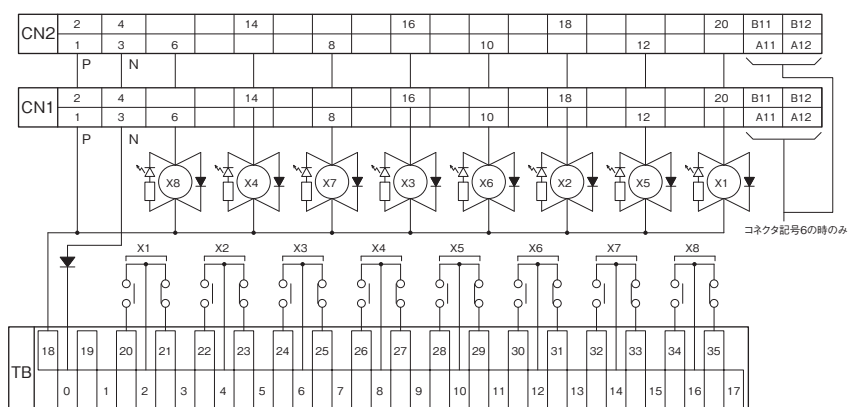 CN2 2 4 14 16 18 20 B11 B12
1 3 6 8 10 12 A11 A12
P N
CN1 2 4 14 16 18 20 B11 B12
1 3 6 8 10 12 A11 A12
P N
X8 X4 X7 X3 X6 X2 X5 X1
コネクタ記号6の時のみ
X1 X2 X3 X4 X5 X6 X7 X8
TB 18 19 20 21 22 23 24 25 26 27 28 29 30 31 32 33 34 35
0 1 2 3 4 5 6 7 8 9 10 11 12 13 14 15 16 17